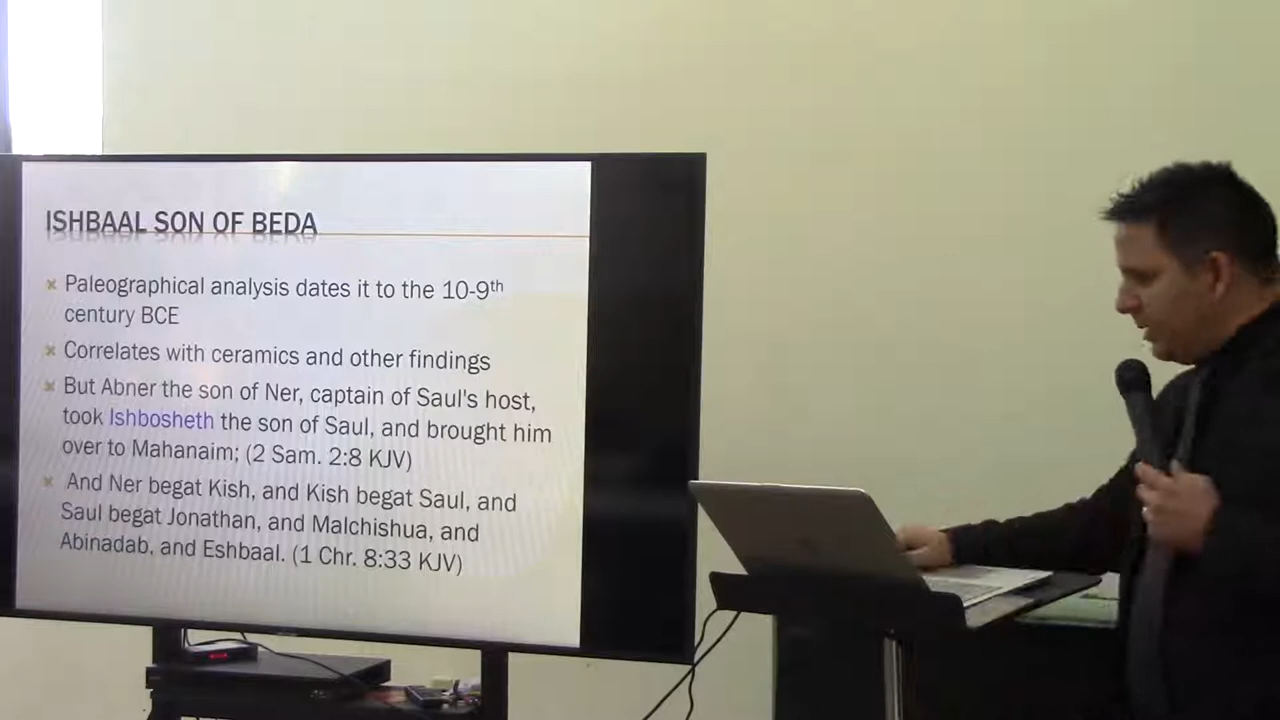 ISHBAAL SON OF BEDA
Paleographical analysis dates it to the 10-9th
century BCE
Correlates with ceramics and other findings
But Abner the son of Ner, captain of Saul's host,
took Ishbosheth the son of Saul, and brought him
over to Mahanaim; (2 Sam. 2:8 KJV)
And Ner begat Kish, and Kish begat Saul, and
Saul begat Jonathan, and Malchishua, and
Abinadab, and Eshbaal. (1 Chr. 8:33 KJV)